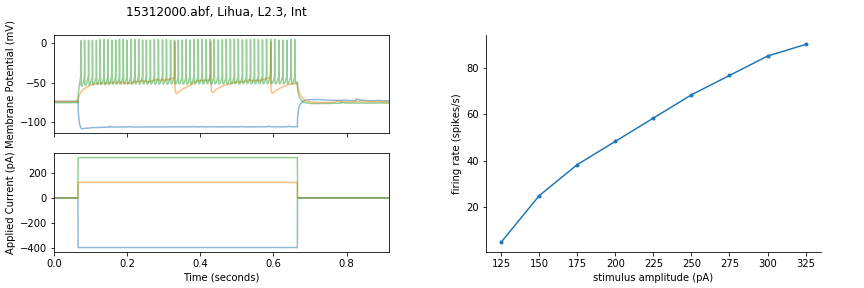 15312000.abf, Lihua, L2.3, Int
Membrane Potential (mV)
0
−50
−100
Applied Current (pA)
200
0
−200
−400
0.0 0.2 0.4 0.6 0.8
Time (seconds)
firing rate (spikes/s)
80
60
40
20
125 150 175 200 225 250 275 300 325
stimulus amplitude (pA)